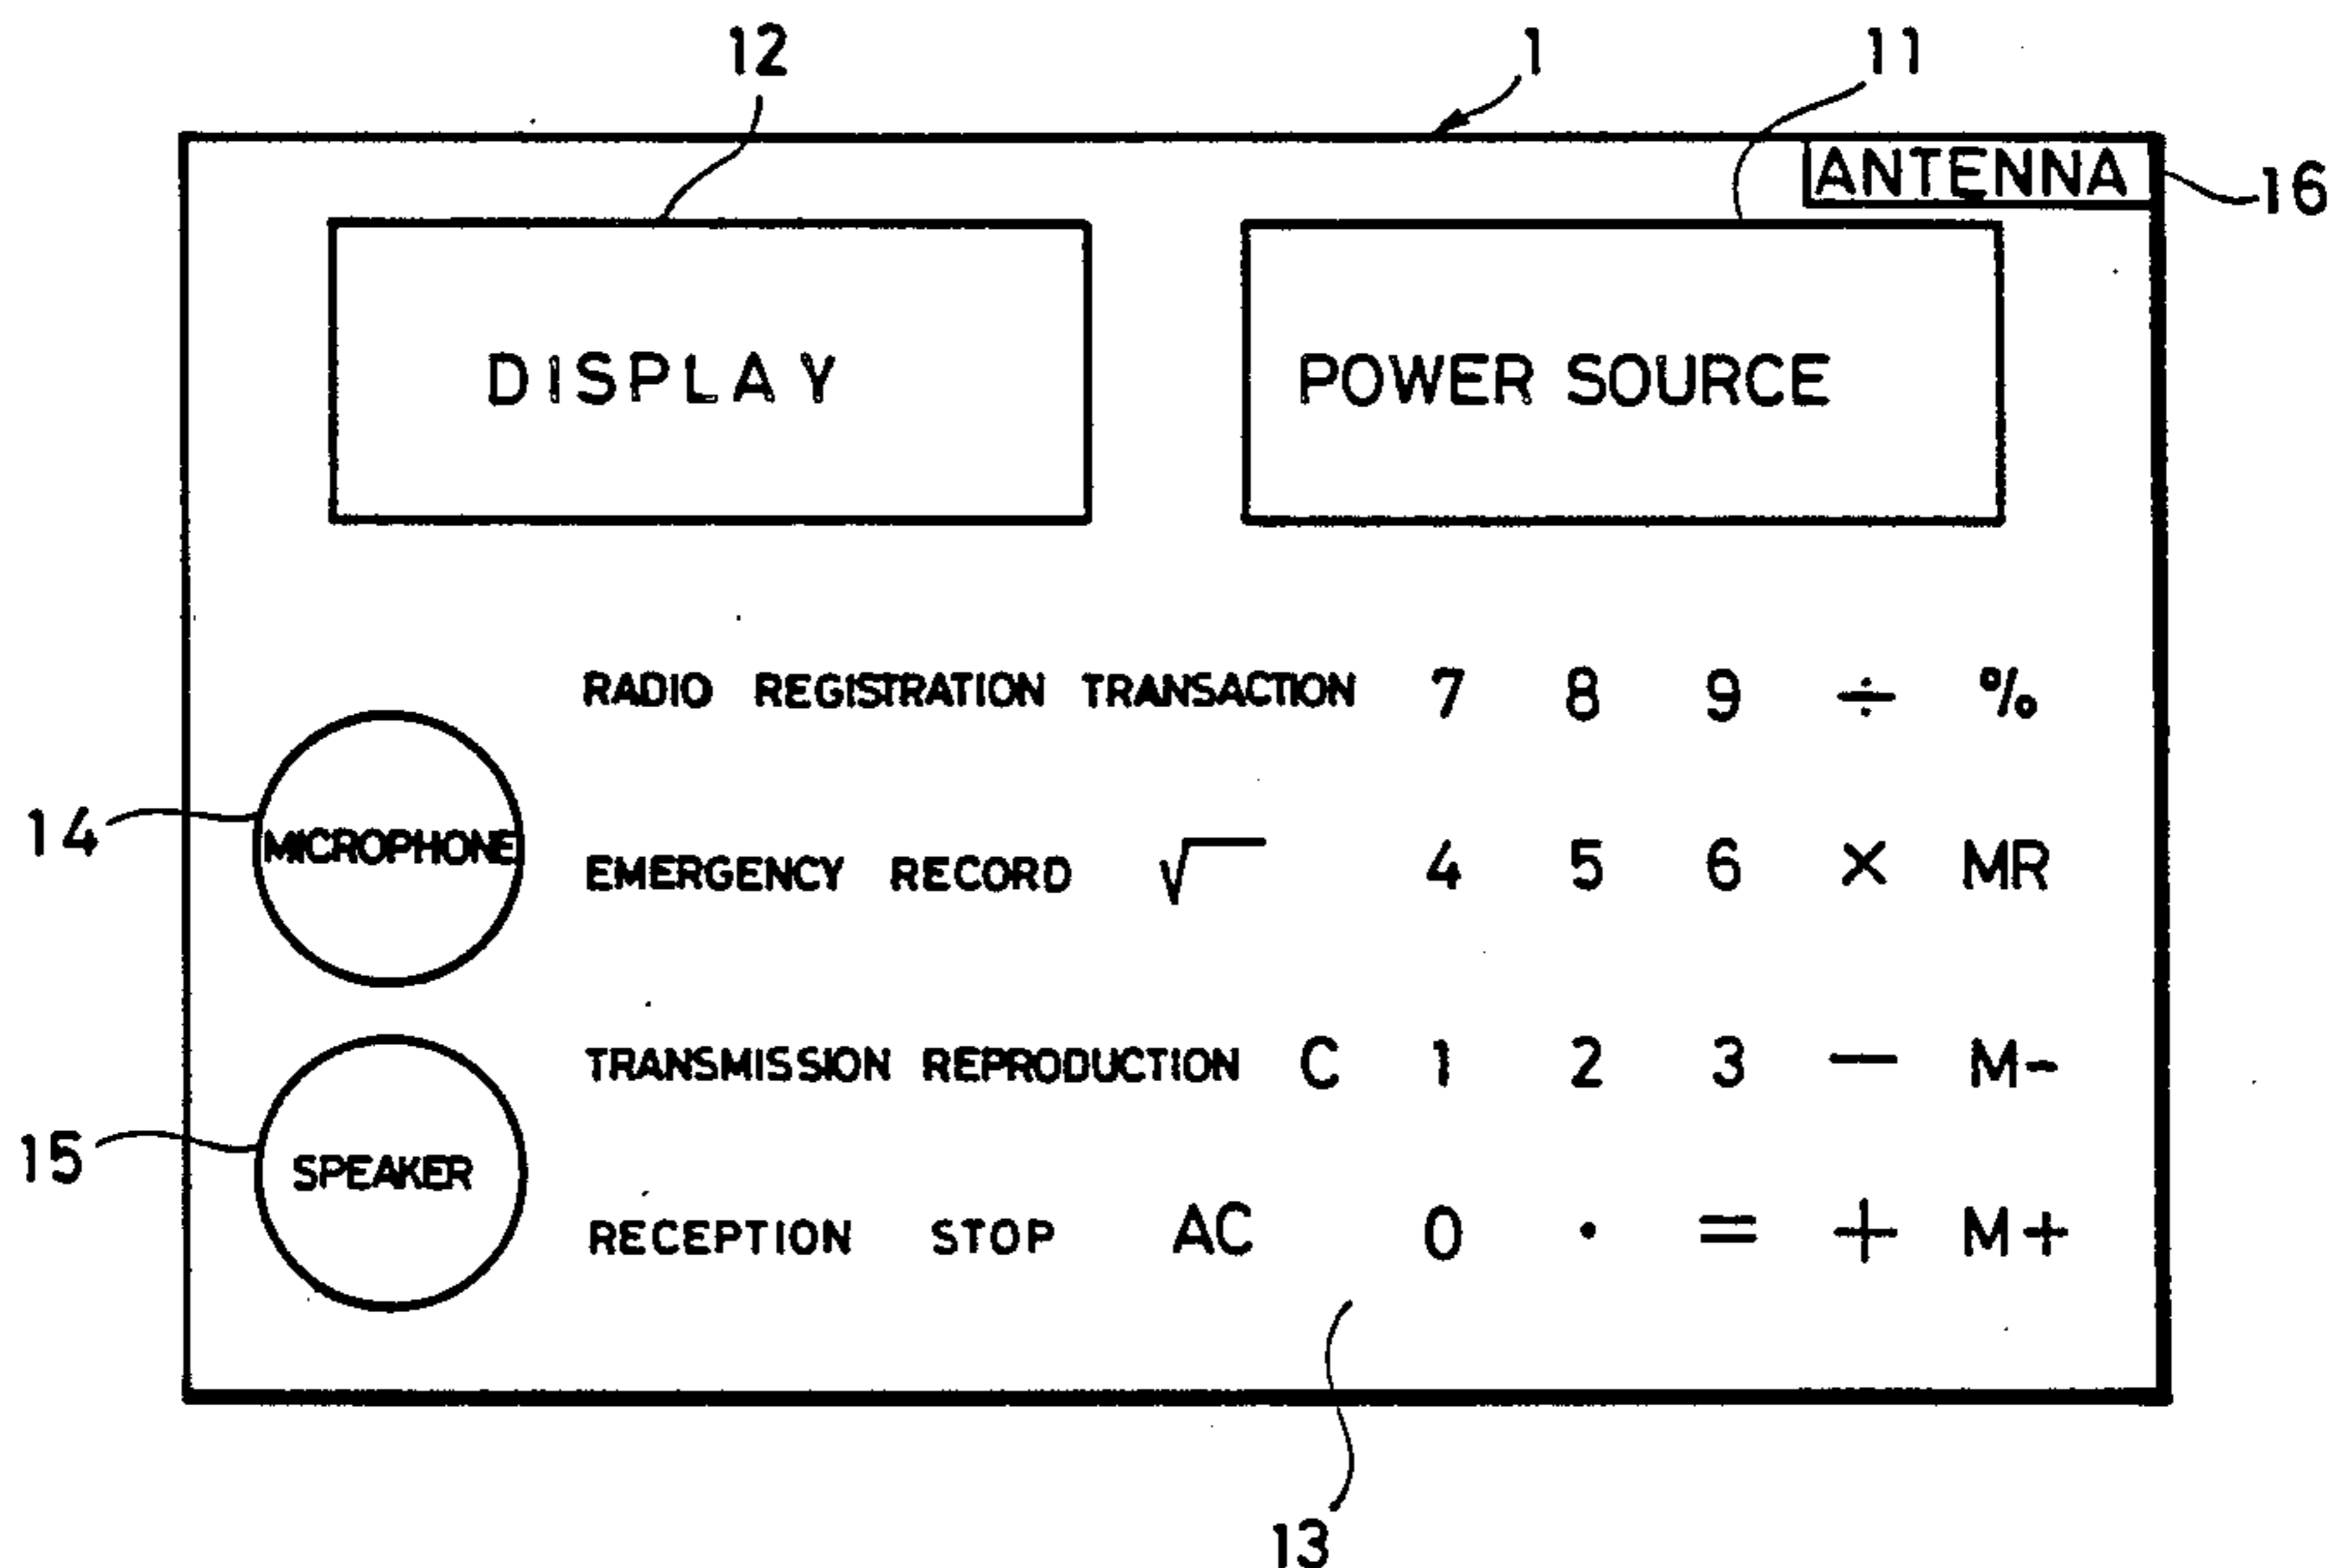 12 1 11
ANTENNA
16
DISPLAY POWER SOURCE
RADIO REGISTRATION TRANSACTION 7 8 9 ÷ %
14
MICROPHONE
EMERGENCY RECORD √ 4 5 6 × MR
TRANSMISSION REPRODUCTION C 1 2 3 − M-
15
SPEAKER
RECEPTION STOP AC 0 · = + M+
13